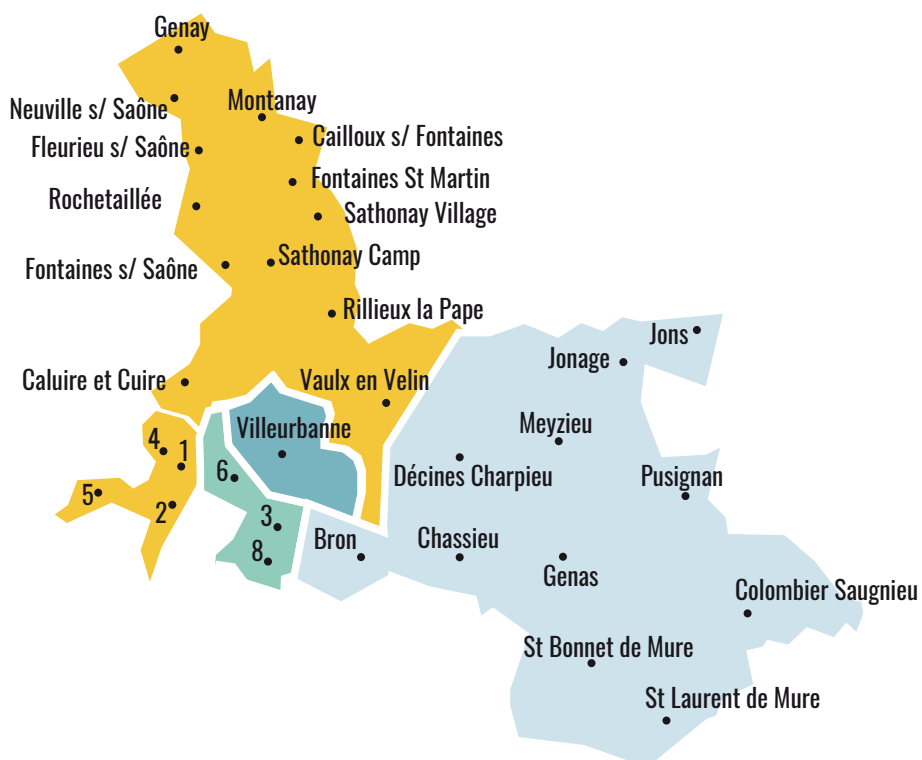 Genay
Neuville s/ Saône
Montanay
Cailloux s/ Fontaines
Fleurieu s/ Saône
Fontaines St Martin
Rochetaillée
Sathonay Village
Sathonay Camp
Fontaines s/ Saône
Rillieux la Pape
Jons
Jonage
Caluire et Cuire
Vaulx en Velin
Meyzieu
Villeurbanne
4
1
6
Décines Charpieu
Pusignan
5
2
3
Bron
Chassieu
8
Genas
Colombier Saugnieu
St Bonnet de Mure
St Laurent de Mure